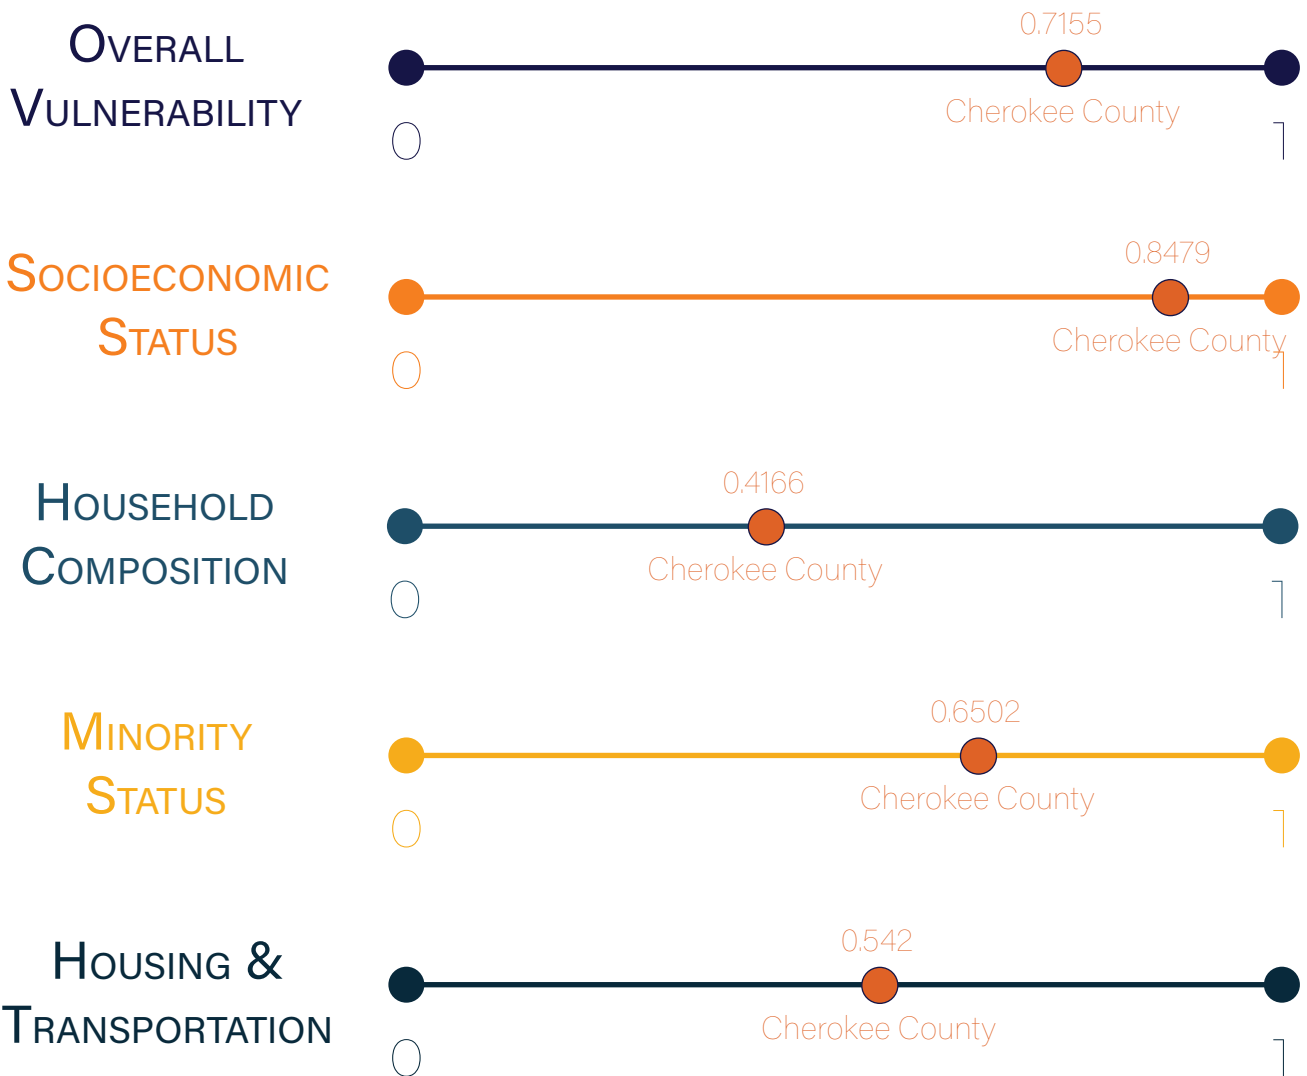 0.7155
OVERALL
VULNERABILITY
Cherokee County
0
1
0.8479
SOCIOECONOMIC
STATUS
Cherokee County
0
1
0.4166
HOUSEHOLD
COMPOSITION
Cherokee County
0
1
0.6502
MINORITY
STATUS
Cherokee County
0
1
0.542
HOUSING &
TRANSPORTATION
Cherokee County
0
1